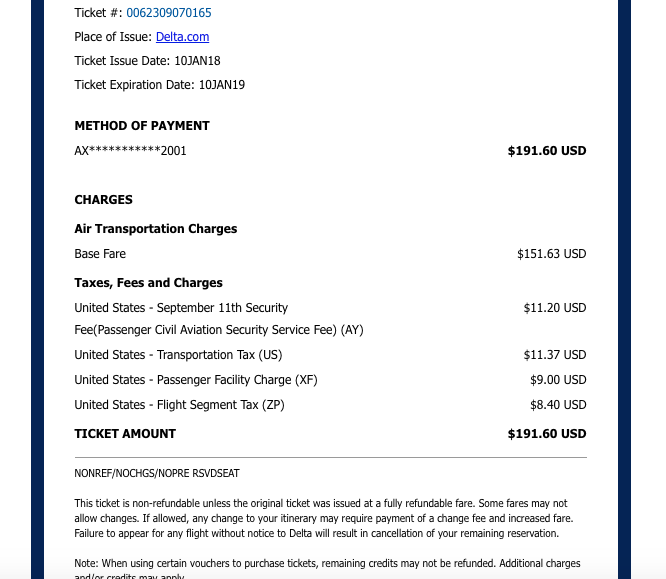 Ticket #: 0062309070165
Place of Issue: Delta.com
Ticket Issue Date: 10JAN18
Ticket Expiration Date: 10JAN19
METHOD OF PAYMENT
AX***********2001 $191.60 USD
CHARGES
Air Transportation Charges
Base Fare $151.63 USD
Taxes, Fees and Charges
United States - September 11th Security $11.20 USD
Fee(Passenger Civil Aviation Security Service Fee) (AY)
United States - Transportation Tax (US) $11.37 USD
United States - Passenger Facility Charge (XF) $9.00 USD
United States - Flight Segment Tax (ZP) $8.40 USD
TICKET AMOUNT $191.60 USD
NONREF/NOCHGS/NOPRE RSVDSEAT
This ticket is non-refundable unless the original ticket was issued at a fully refundable fare. Some fares may not
allow changes. If allowed, any change to your itinerary may require payment of a change fee and increased fare.
Failure to appear for any flight without notice to Delta will result in cancellation of your remaining reservation.
Note: When using certain vouchers to purchase tickets, remaining credits may not be refunded. Additional charges
and/or credits may apply.